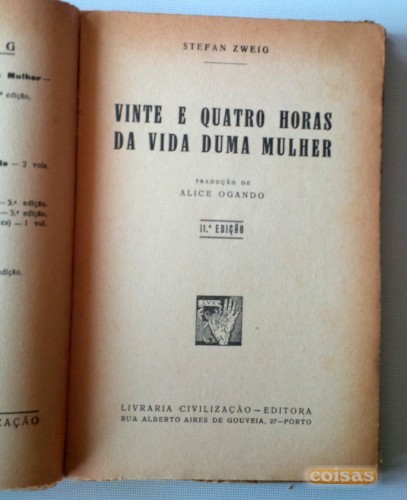 G
Mulher—
ª edição,
— 2 vols.
— 3.ª edição.
— 3.ª edição.
es) — 1 vol.
edição.
ZAÇÃO
STEFAN ZWEIG
VINTE E QUATRO HORAS
DA VIDA DUMA MULHER
TRADUÇÃO DE
ALICE OGANDO
11.ª EDIÇÃO
LIVRARIA CIVILIZAÇÃO—EDITORA
RUA ALBERTO AIRES DE GOUVEIA, 27—PORTO
coisas